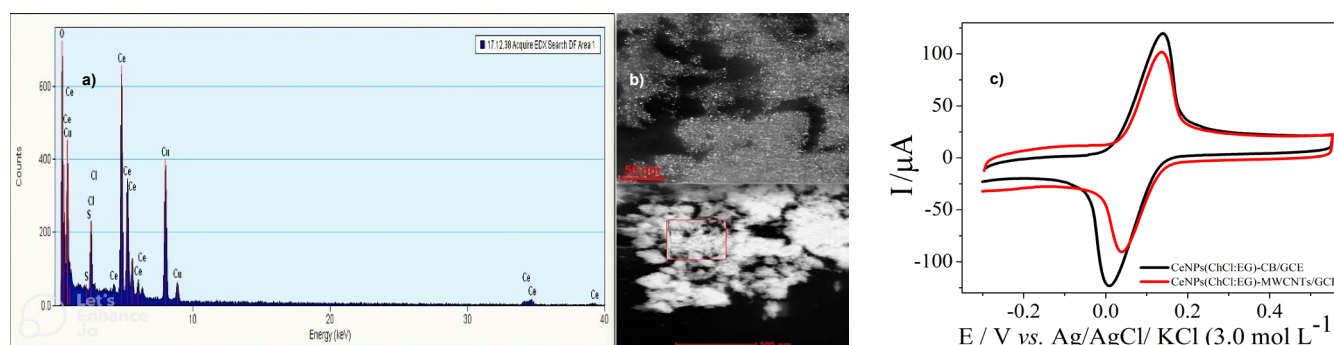 17.12.38 Acquire EDX Search DF Area 1
a)
O
Ce
Ce
Cu
Cl
Cl
S
S
Ce
Ce
Ce
Ce
Ce
Ce
Cu
Cu
Ce
Ce
Ce
600
400
200
0
Counts
10
20
30
40
Energy (keV)
Let's
Enhance
.io
b)
50 nm
c)
100
50
0
-50
-100
I /µA
CeNPs(ChCl:EG)-CB/GCE
CeNPs(ChCl:EG)-MWCNTs/GCE
-0.2
0.0
0.2
0.4
E / V vs. Ag/AgCl/ KCl (3.0 mol L⁻¹